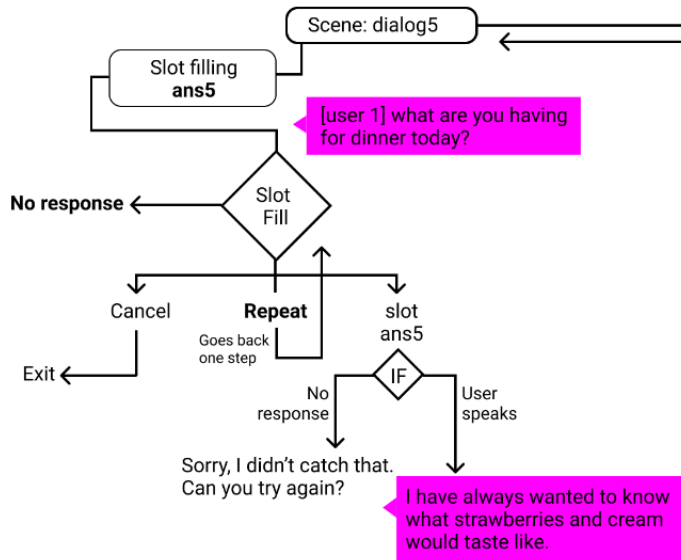 Scene: dialog5
Slot filling
ans5
[user 1] what are you having
for dinner today?
Slot
Fill
No response
Cancel
Repeat
slot
ans5
Goes back
one step
Exit
IF
No
response
User
speaks
Sorry, I didn’t catch that.
Can you try again?
I have always wanted to know
what strawberries and cream
would taste like.